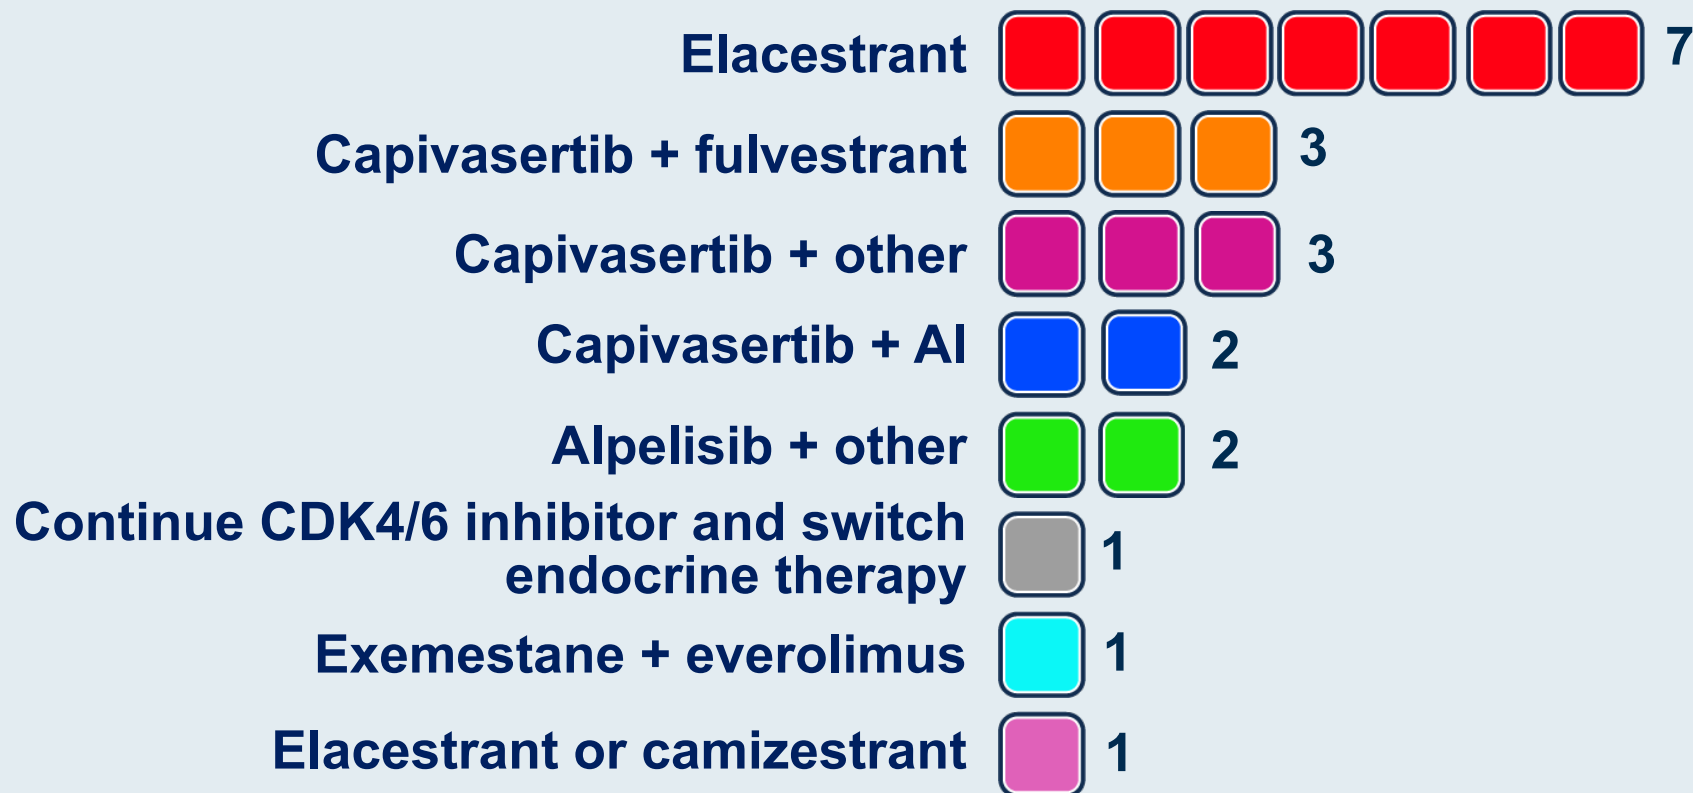 Elacestrant 7
Capivasertib + fulvestrant 3
Capivasertib + other 3
Capivasertib + AI 2
Alpelisib + other 2
Continue CDK4/6 inhibitor and switch
endocrine therapy 1
Exemestane + everolimus 1
Elacestrant or camizestrant 1